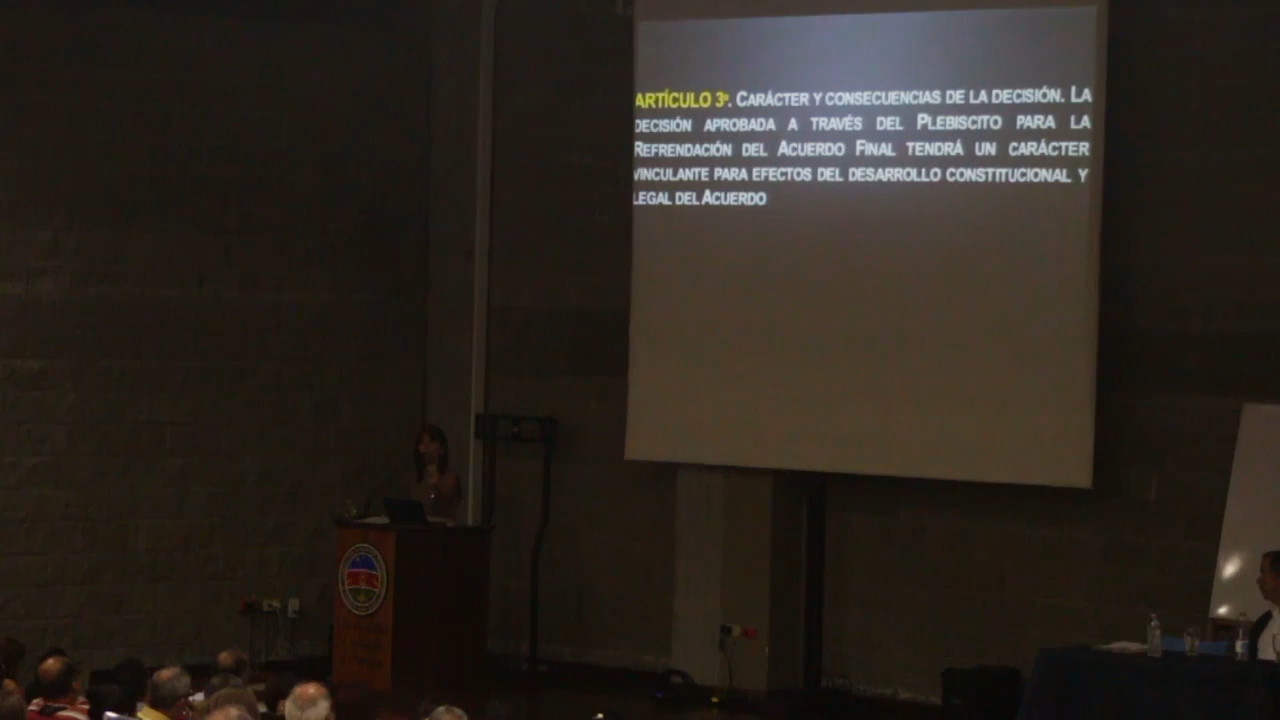 ARTÍCULO 3º. CARÁCTER Y CONSECUENCIAS DE LA DECISIÓN. LA
DECISIÓN APROBADA A TRAVÉS DEL PLEBISCITO PARA LA
REFRENDACIÓN DEL ACUERDO FINAL TENDRÁ UN CARÁCTER
VINCULANTE PARA EFECTOS DEL DESARROLLO CONSTITUCIONAL Y
LEGAL DEL ACUERDO